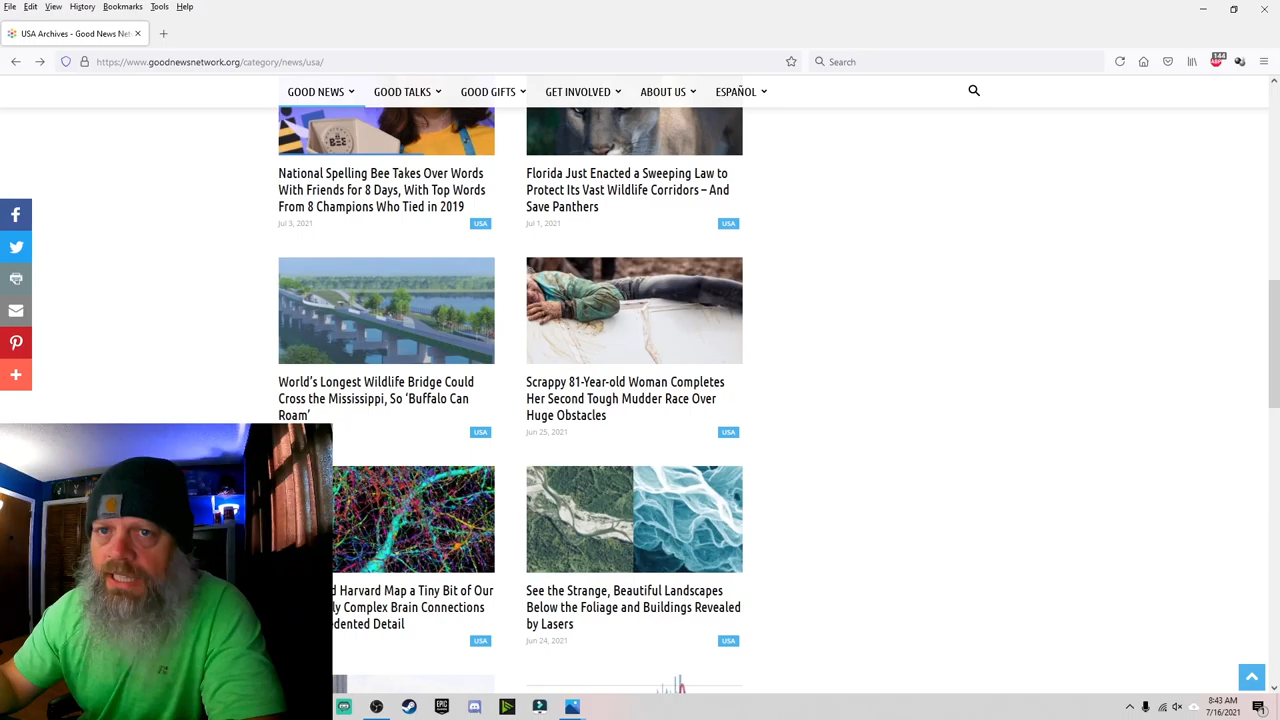 File Edit View History Bookmarks Tools Help
USA Archives - Good News Net
https://www.goodnewsnetwork.org/category/news/usa/
Search
144
ABP
GOOD NEWS GOOD TALKS GOOD GIFTS GET INVOLVED ABOUT US ESPAÑOL
National Spelling Bee Takes Over Words
With Friends for 8 Days, With Top Words
From 8 Champions Who Tied in 2019
Jul 3, 2021 USA
Florida Just Enacted a Sweeping Law to
Protect Its Vast Wildlife Corridors – And
Save Panthers
Jul 1, 2021 USA
World's Longest Wildlife Bridge Could
Cross the Mississippi, So 'Buffalo Can
Roam'
USA
Scrappy 81-Year-old Woman Completes
Her Second Tough Mudder Race Over
Huge Obstacles
Jun 25, 2021 USA
d Harvard Map a Tiny Bit of Our
ly Complex Brain Connections
edented Detail
USA
See the Strange, Beautiful Landscapes
Below the Foliage and Buildings Revealed
by Lasers
Jun 24, 2021 USA
EPIC
8:43 AM
7/16/2021